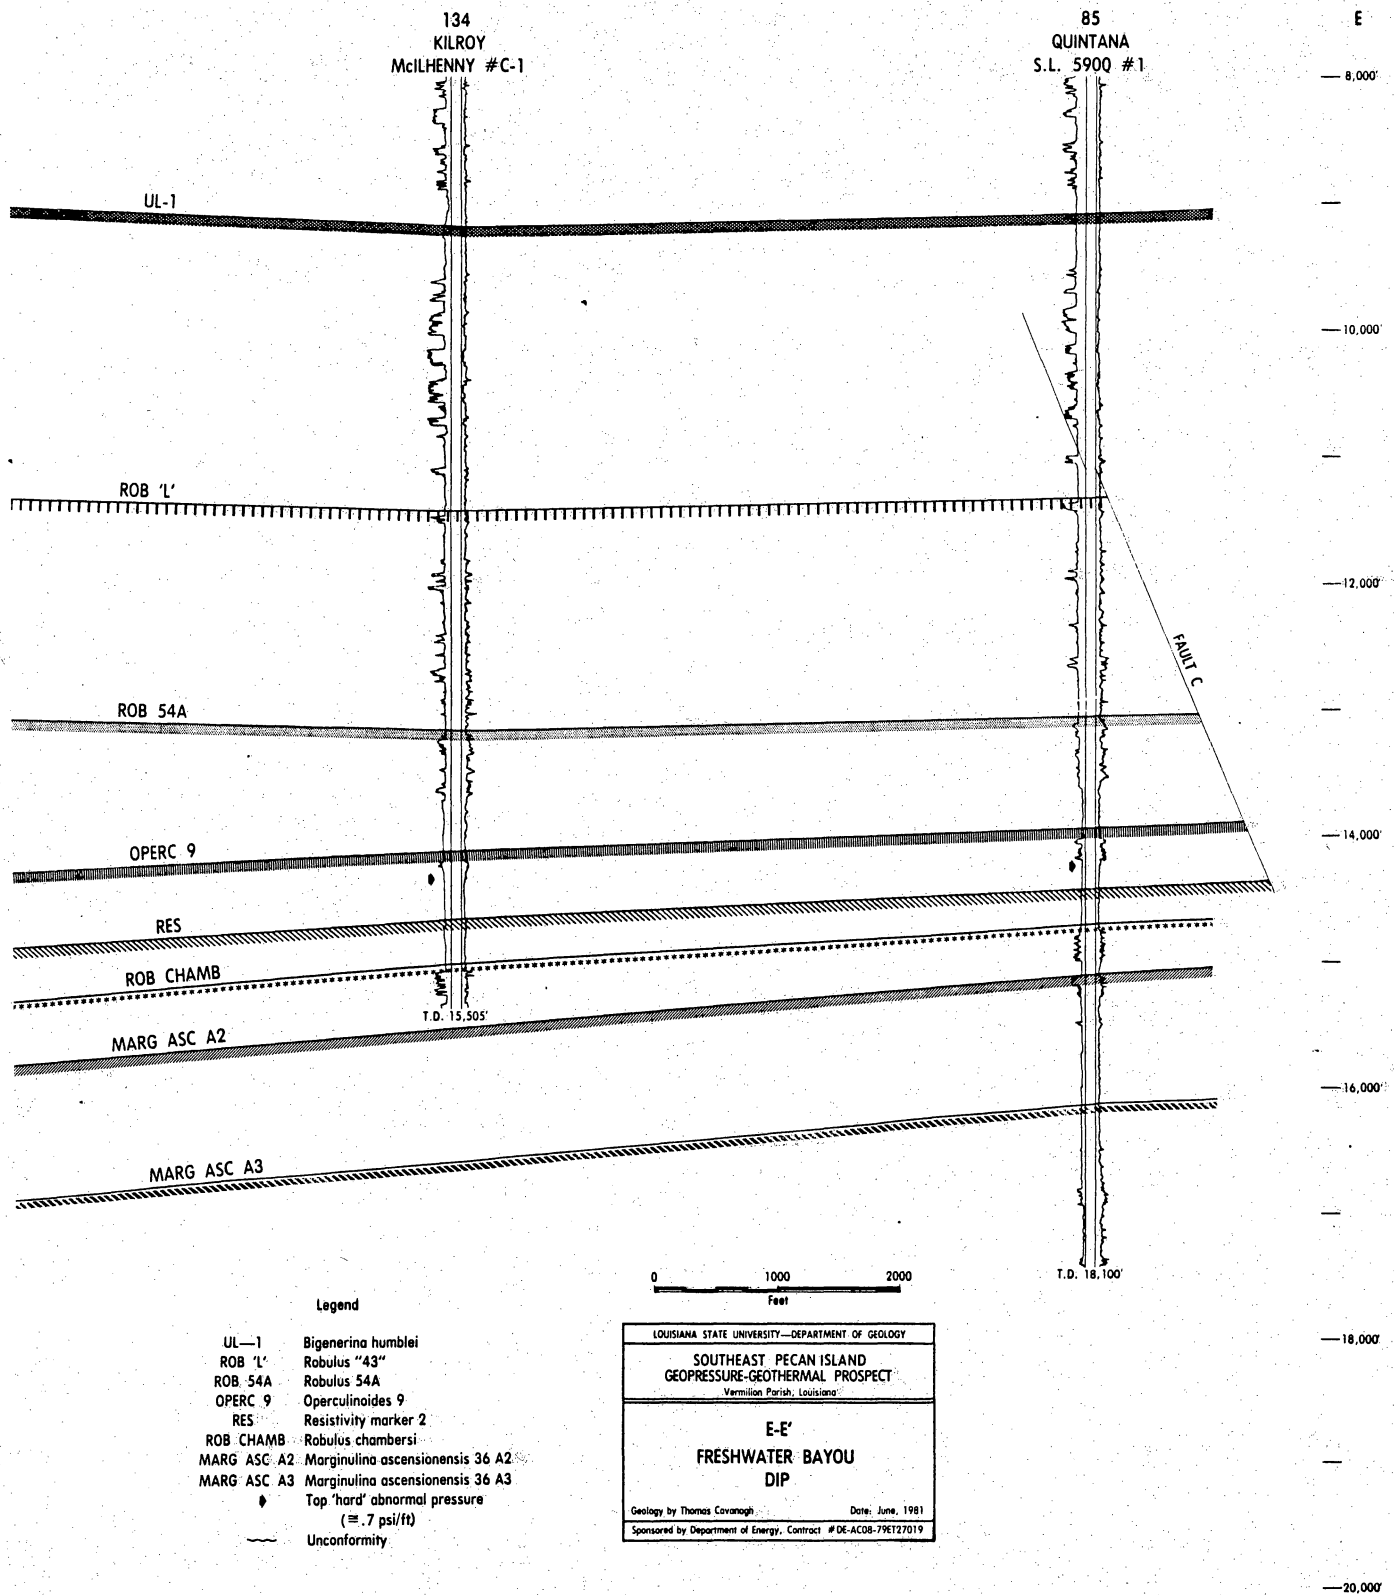 134
KILROY
McILHENNY #C-1
85
QUINTANA
S.L. 5900 #1
E
8,000'
UL-1
10,000'
ROB 'L'
12,000'
FAULT C
ROB 54A
14,000'
OPERC 9
RES
ROB CHAMB
T.D. 15,505'
MARG ASC A2
16,000'
MARG ASC A3
T.D. 18,100'
0 1000 2000
Feet
Legend
UL—1 Bigenerina humblei
ROB 'L' Robulus "43"
ROB 54A Robulus 54A
OPERC 9 Operculinoides 9
RES Resistivity marker 2
ROB CHAMB Robulus chambersi
MARG ASC A2 Marginulina ascensionensis 36 A2
MARG ASC A3 Marginulina ascensionensis 36 A3
Top 'hard' abnormal pressure
(≅.7 psi/ft)
Unconformity
LOUISIANA STATE UNIVERSITY—DEPARTMENT OF GEOLOGY
SOUTHEAST PECAN ISLAND
GEOPRESSURE-GEOTHERMAL PROSPECT
Vermilion Parish, Louisiana
E-E'
FRESHWATER BAYOU
DIP
Geology by Thomas Cavanagh Date: June, 1981
Sponsored by Department of Energy, Contract #DE-AC08-79ET27019
18,000'
20,000'